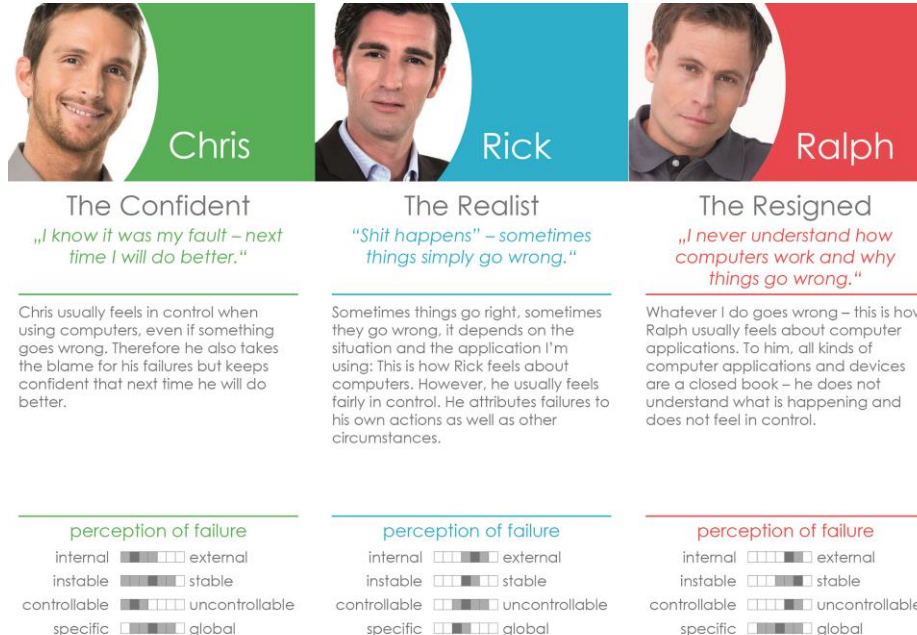 Chris
The Confident
„I know it was my fault – next
time I will do better.“
Chris usually feels in control when
using computers, even if something
goes wrong. Therefore he also takes
the blame for his failures but keeps
confident that next time he will do
better.
perception of failure
internal external
instable stable
controllable uncontrollable
specific global
Rick
The Realist
“Shit happens” – sometimes
things simply go wrong.“
Sometimes things go right, sometimes
they go wrong, it depends on the
situation and the application I’m
using: This is how Rick feels about
computers. However, he usually feels
fairly in control. He attributes failures to
his own actions as well as other
circumstances.
perception of failure
internal external
instable stable
controllable uncontrollable
specific global
Ralph
The Resigned
„I never understand how
computers work and why
things go wrong.“
Whatever I do goes wrong – this is how
Ralph usually feels about computer
applications. To him, all kinds of
computer applications and devices
are a closed book – he does not
understand what is happening and
does not feel in control.
perception of failure
internal external
instable stable
controllable uncontrollable
specific global